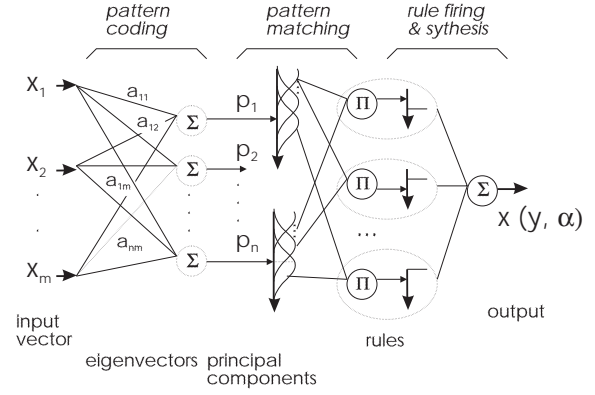 pattern coding
pattern matching
rule firing & sythesis
X1
a11
a12
p1
Σ
Π
X2
p2
Σ
a1m
Π
Σ
x (y, α)
...
anm
pn
Σ
Xm
Π
input vector
eigenvectors
principal components
rules
output